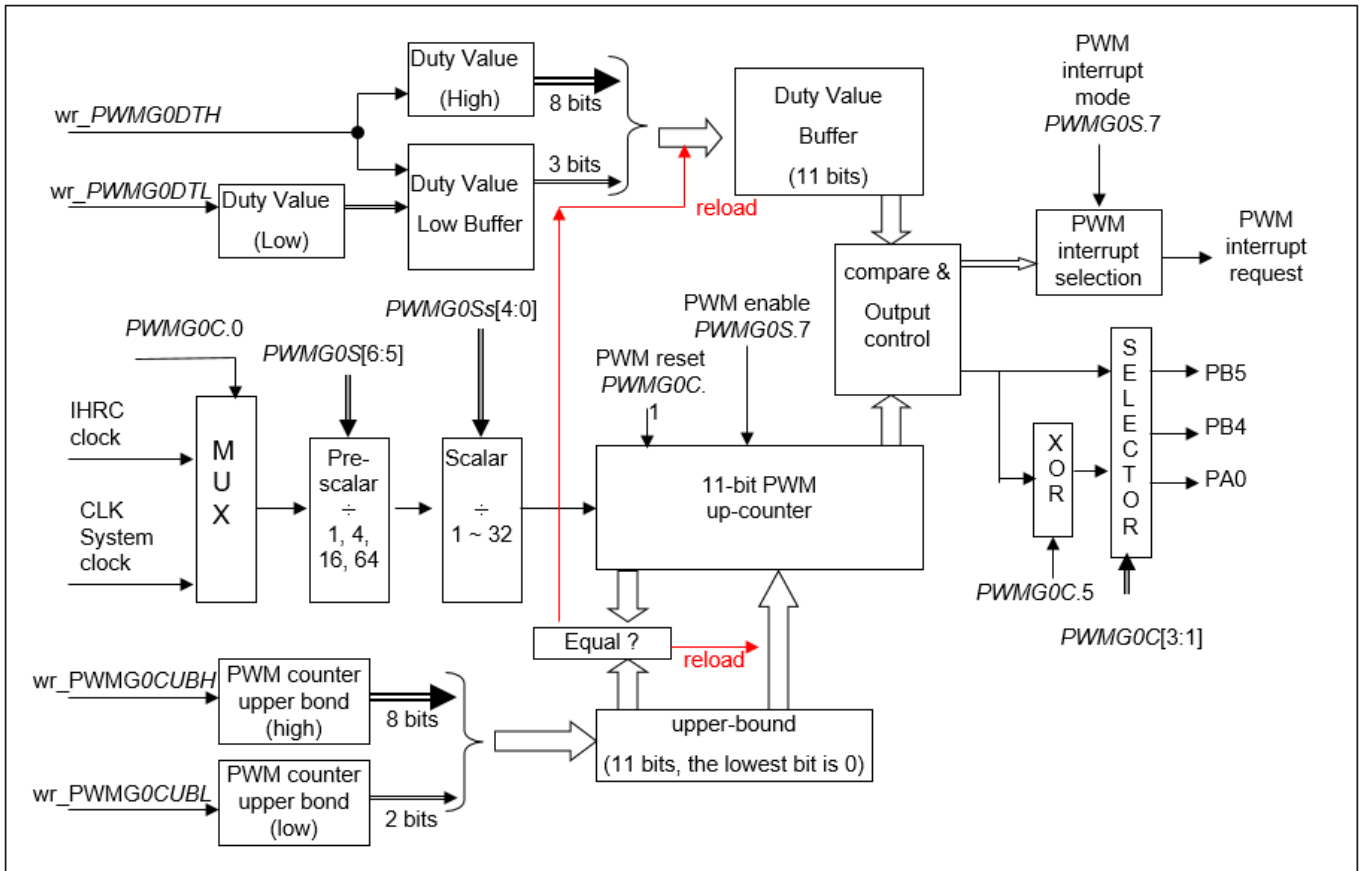 wr_PWMG0DTH
Duty Value
(High)
8 bits
wr_PWMG0DTL
Duty Value
(Low)
Duty Value
Low Buffer
3 bits
reload
Duty Value
Buffer
(11 bits)
PWM
interrupt
mode
PWMG0S.7
PWM
interrupt
selection
PWM
interrupt
request
compare &
Output
control
PWMG0C.0
PWMG0S[6:5]
PWMG0Ss[4:0]
PWM enable
PWMG0S.7
PWM reset
PWMG0C.
1
IHRC
clock
CLK
System
clock
M
U
X
Pre-
scalar
÷
1, 4,
16, 64
Scalar
÷
1 ~ 32
11-bit PWM
up-counter
XOR
SELECTOR
PB5
PB4
PA0
PWMG0C.5
PWMG0C[3:1]
Equal ?
reload
wr_PWMG0CUBH
PWM counter
upper bond
(high)
8 bits
wr_PWMG0CUBL
PWM counter
upper bond
(low)
2 bits
upper-bound
(11 bits, the lowest bit is 0)